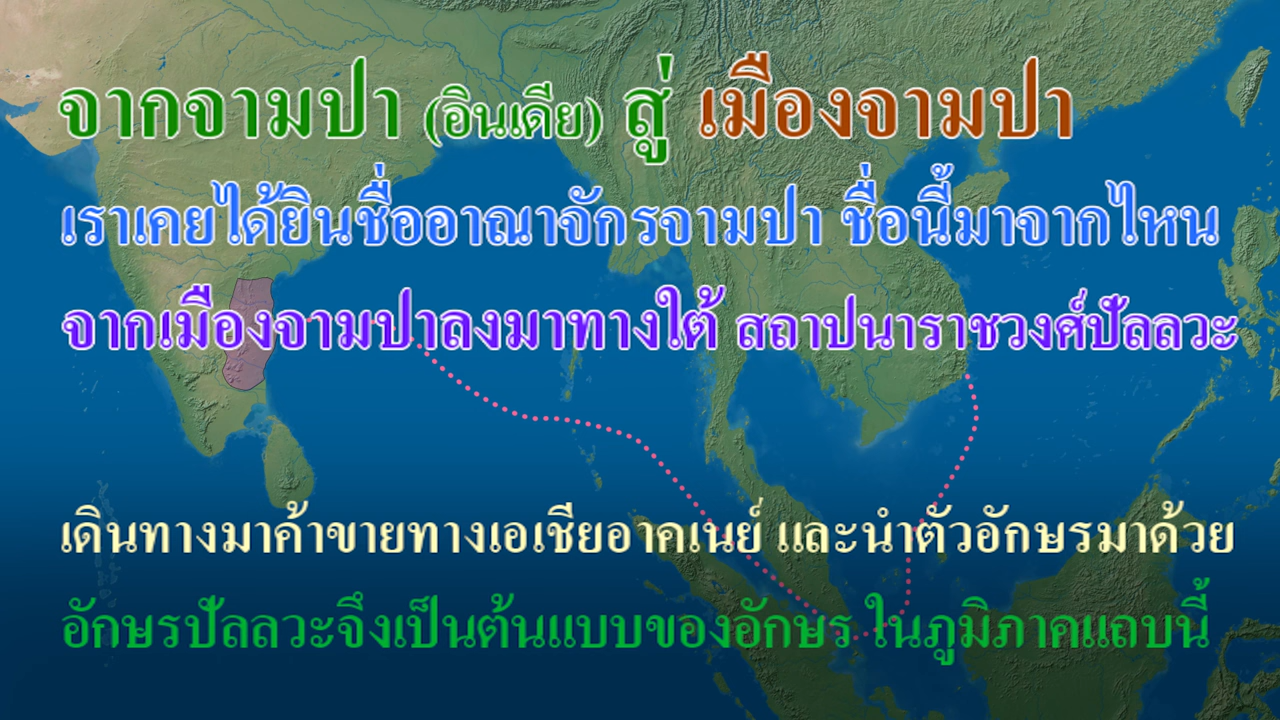 จากจามปา (อินเดีย) สู่ เมืองจามปา
เราเคยได้ยินชื่ออาณาจักรจามปา ชื่อนี้มาจากไหน
จากเมืองจามปาลงมาทางใต้ สถาปนาราชวงศ์ปัลลวะ
เดินทางมาค้าขายทางเอเชียอาคเนย์ และนำตัวอักษรมาด้วย
อักษรปัลลวะจึงเป็นต้นแบบของอักษร ในภูมิภาคแถบนี้